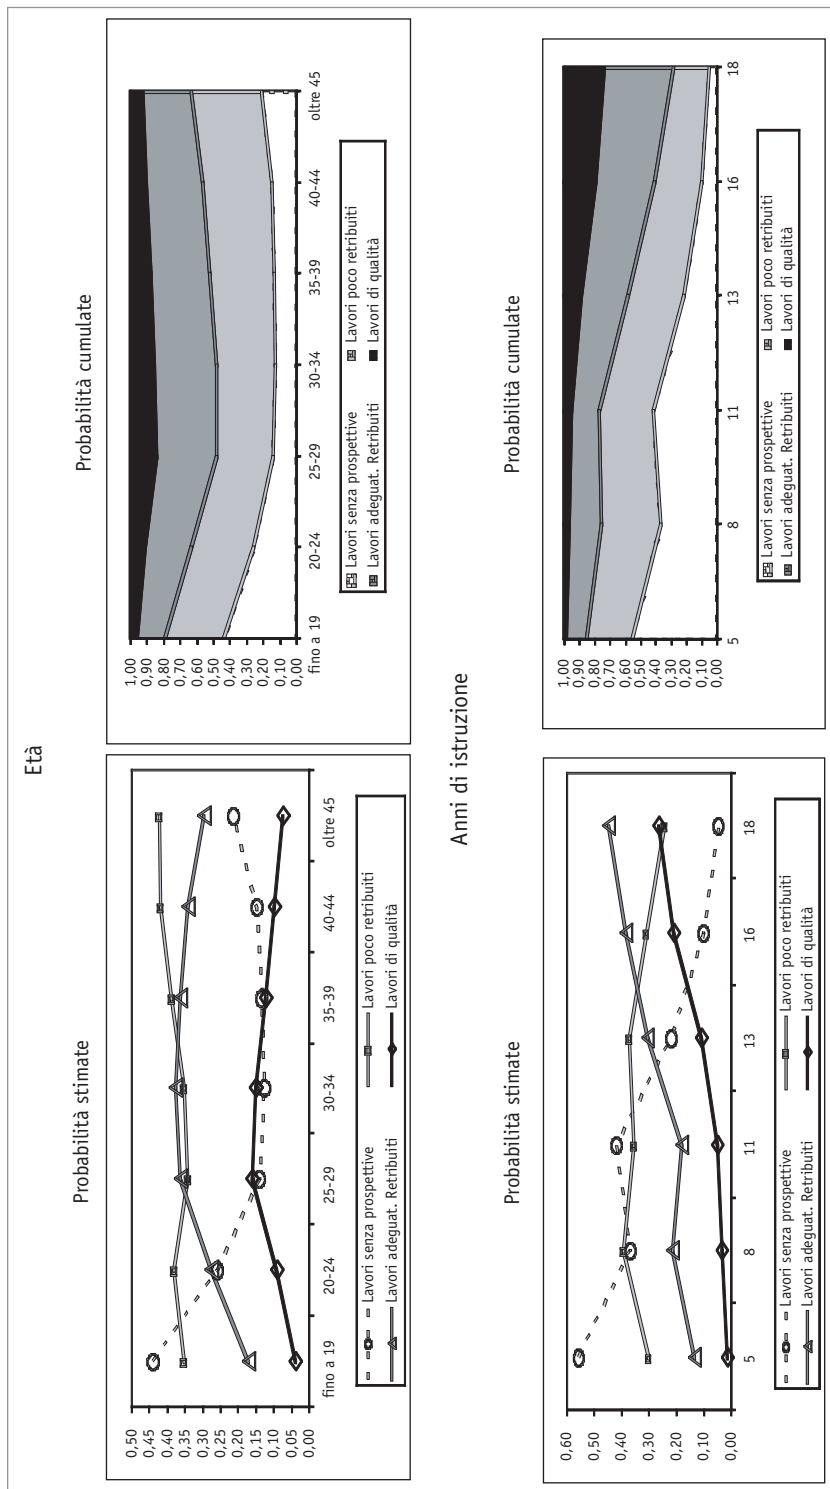 Età
Probabilità stimate
0,50
0,45
0,40
0,35
0,30
0,25
0,20
0,15
0,10
0,05
0,00
fino a 19
20-24
25-29
30-34
35-39
40-44
oltre 45
Lavori senza prospettive
Lavori poco retribuiti
Lavori adeguat. Retribuiti
Lavori di qualità
Probabilità cumulate
1,00
0,90
0,80
0,70
0,60
0,50
0,40
0,30
0,20
0,10
0,00
fino a 19
20-24
25-29
30-34
35-39
40-44
oltre 45
Lavori senza prospettive
Lavori poco retribuiti
Lavori adeguat. Retribuiti
Lavori di qualità
Anni di istruzione
Probabilità stimate
0,60
0,50
0,40
0,30
0,20
0,10
0,00
5
8
11
13
16
18
Lavori senza prospettive
Lavori poco retribuiti
Lavori adeguat. Retribuiti
Lavori di qualità
Probabilità cumulate
1,00
0,90
0,80
0,70
0,60
0,50
0,40
0,30
0,20
0,10
0,00
5
8
11
13
16
18
Lavori senza prospettive
Lavori poco retribuiti
Lavori adeguat. Retribuiti
Lavori di qualità